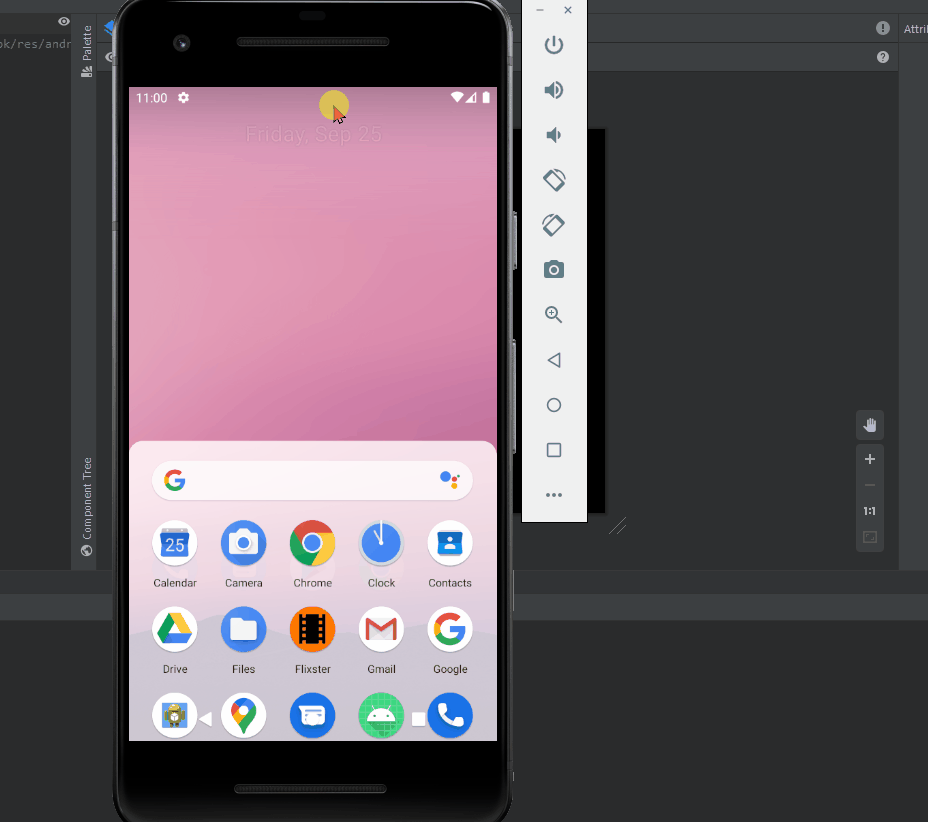 Attri
ok/res/andr
Palette
11:00
Friday, Sep 25
1:1
Component Tree
25
Calendar
Camera
Chrome
Clock
Contacts
Drive
Files
Flixster
Gmail
Google